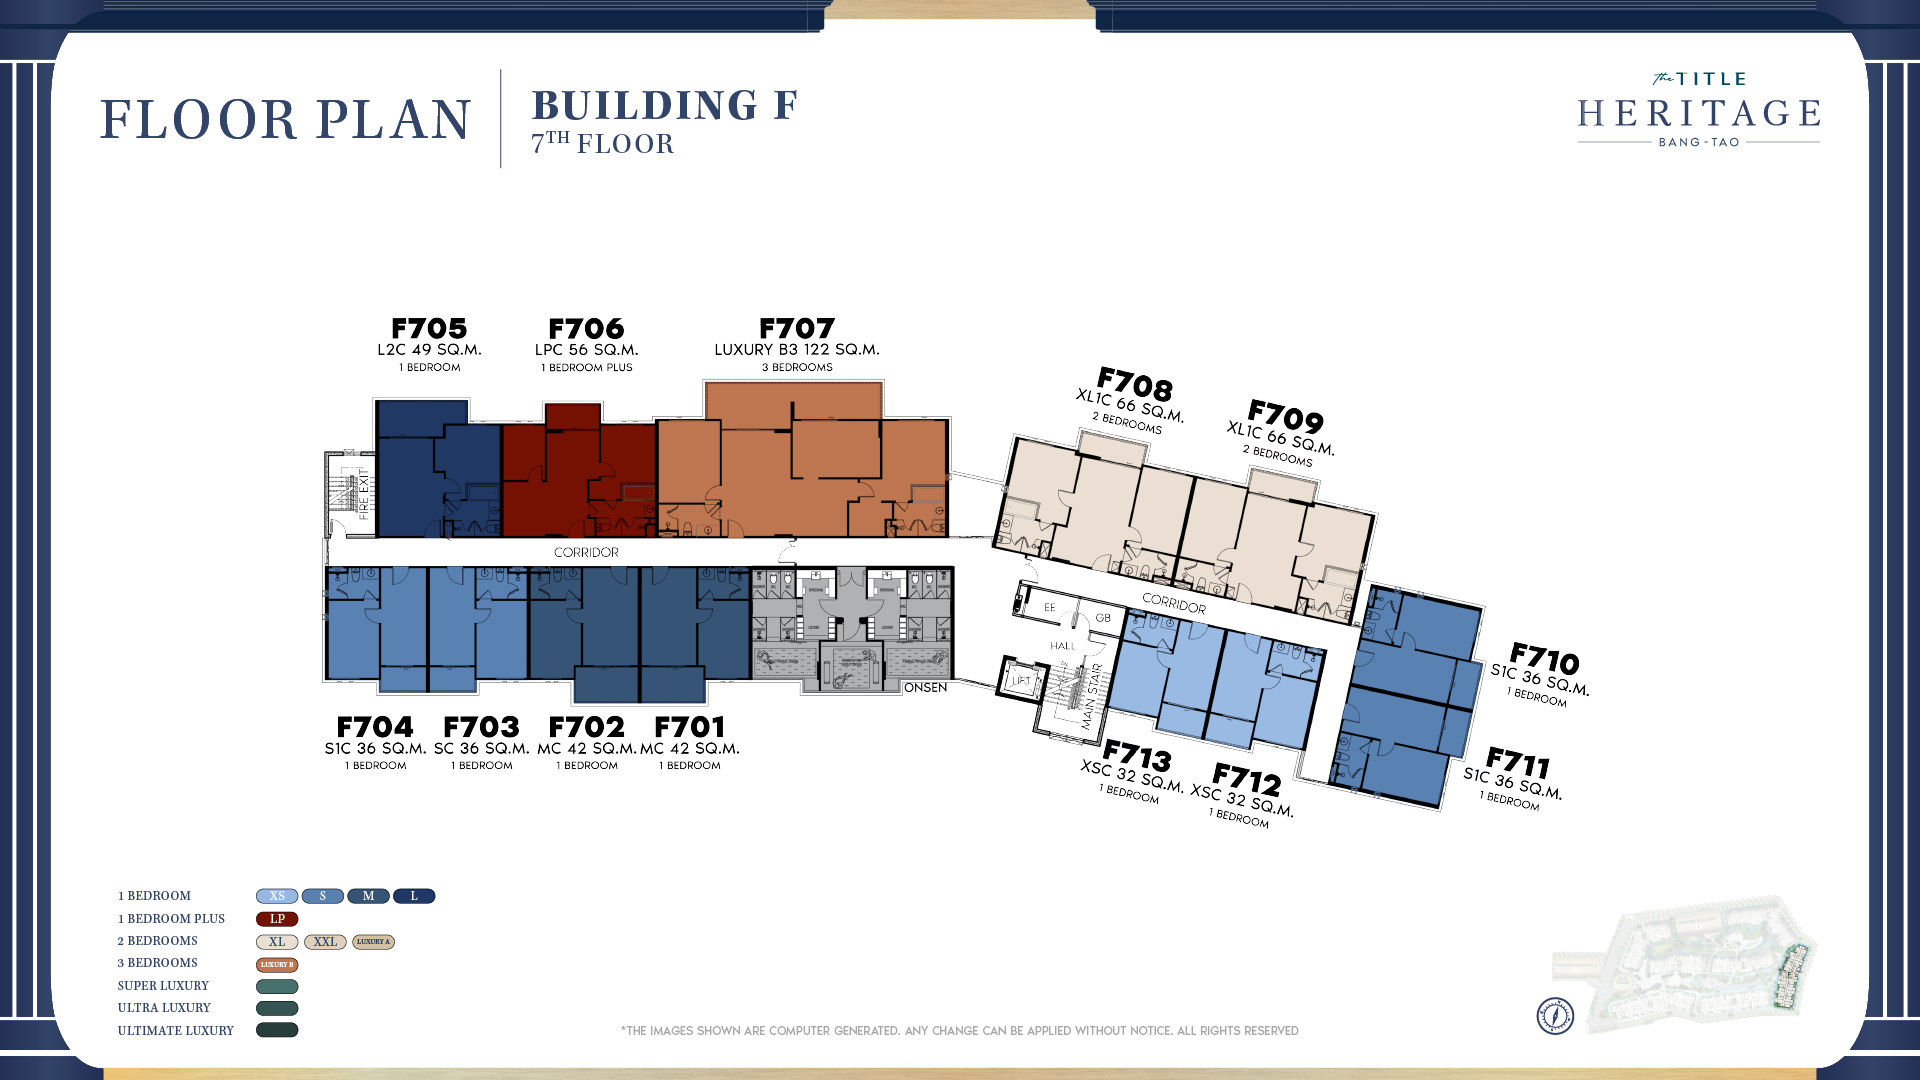 FLOOR PLAN
BUILDING F
7TH FLOOR
the TITLE
HERITAGE
BANG-TAO
F705
L2C 49 SQ.M.
1 BEDROOM
F706
LPC 56 SQ.M.
1 BEDROOM PLUS
F707
LUXURY B3 122 SQ.M.
3 BEDROOMS
F708
XL1C 66 SQ.M.
2 BEDROOMS
F709
XL1C 66 SQ.M.
2 BEDROOMS
FIRE EXIT
CORRIDOR
CORRIDOR
EE
GB
HALL
LIFT
MAIN STAIR
ONSEN
F710
S1C 36 SQ.M.
1 BEDROOM
F711
S1C 36 SQ.M.
1 BEDROOM
F704
S1C 36 SQ.M.
1 BEDROOM
F703
SC 36 SQ.M.
1 BEDROOM
F702
MC 42 SQ.M.
1 BEDROOM
F701
MC 42 SQ.M.
1 BEDROOM
F713
XSC 32 SQ.M.
1 BEDROOM
F712
XSC 32 SQ.M.
1 BEDROOM
1 BEDROOM XS S M L
1 BEDROOM PLUS LP
2 BEDROOMS XL XXL LUXURY A
3 BEDROOMS LUXURY B
SUPER LUXURY
ULTRA LUXURY
ULTIMATE LUXURY
*THE IMAGES SHOWN ARE COMPUTER GENERATED. ANY CHANGE CAN BE APPLIED WITHOUT NOTICE. ALL RIGHTS RESERVED